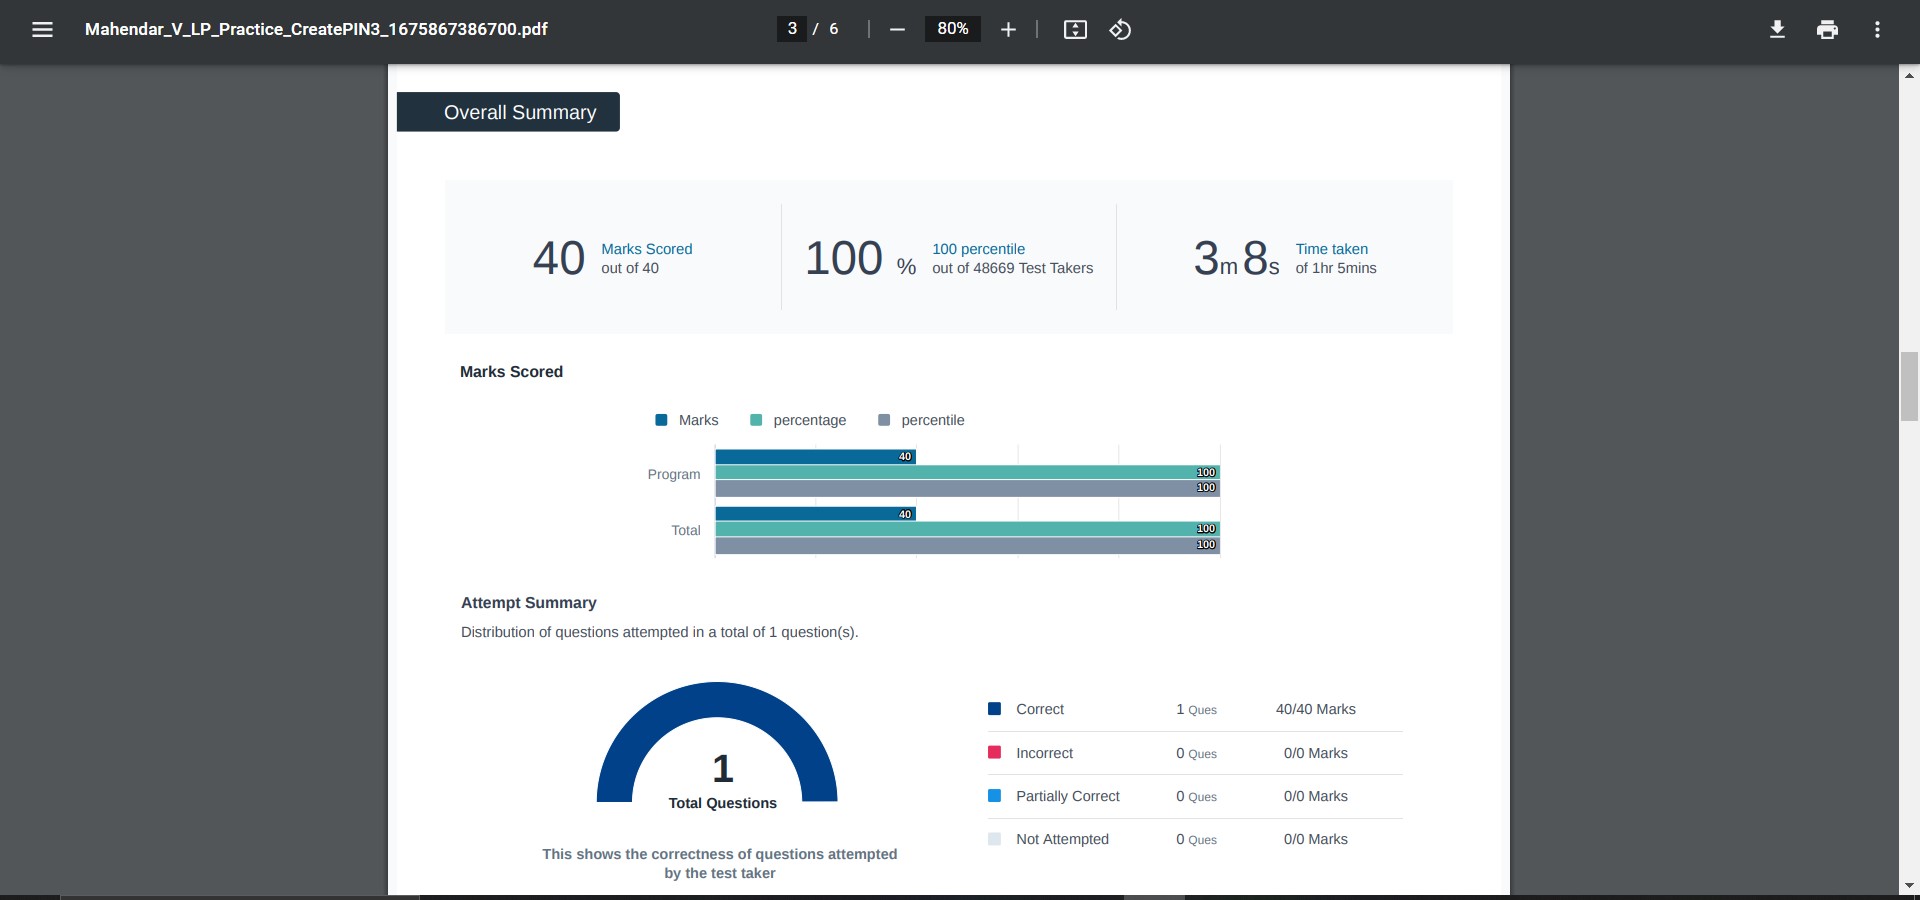 Mahendar_V_LP_Practice_CreatePIN3_1675867386700.pdf
3 / 6
80%
Overall Summary
40 Marks Scored
out of 40
100 % 100 percentile
out of 48669 Test Takers
3m 8s Time taken
of 1hr 5mins
Marks Scored
Marks percentage percentile
Program
40
100
100
Total
40
100
100
Attempt Summary
Distribution of questions attempted in a total of 1 question(s).
1
Total Questions
This shows the correctness of questions attempted
by the test taker
Correct 1 Ques 40/40 Marks
Incorrect 0 Ques 0/0 Marks
Partially Correct 0 Ques 0/0 Marks
Not Attempted 0 Ques 0/0 Marks